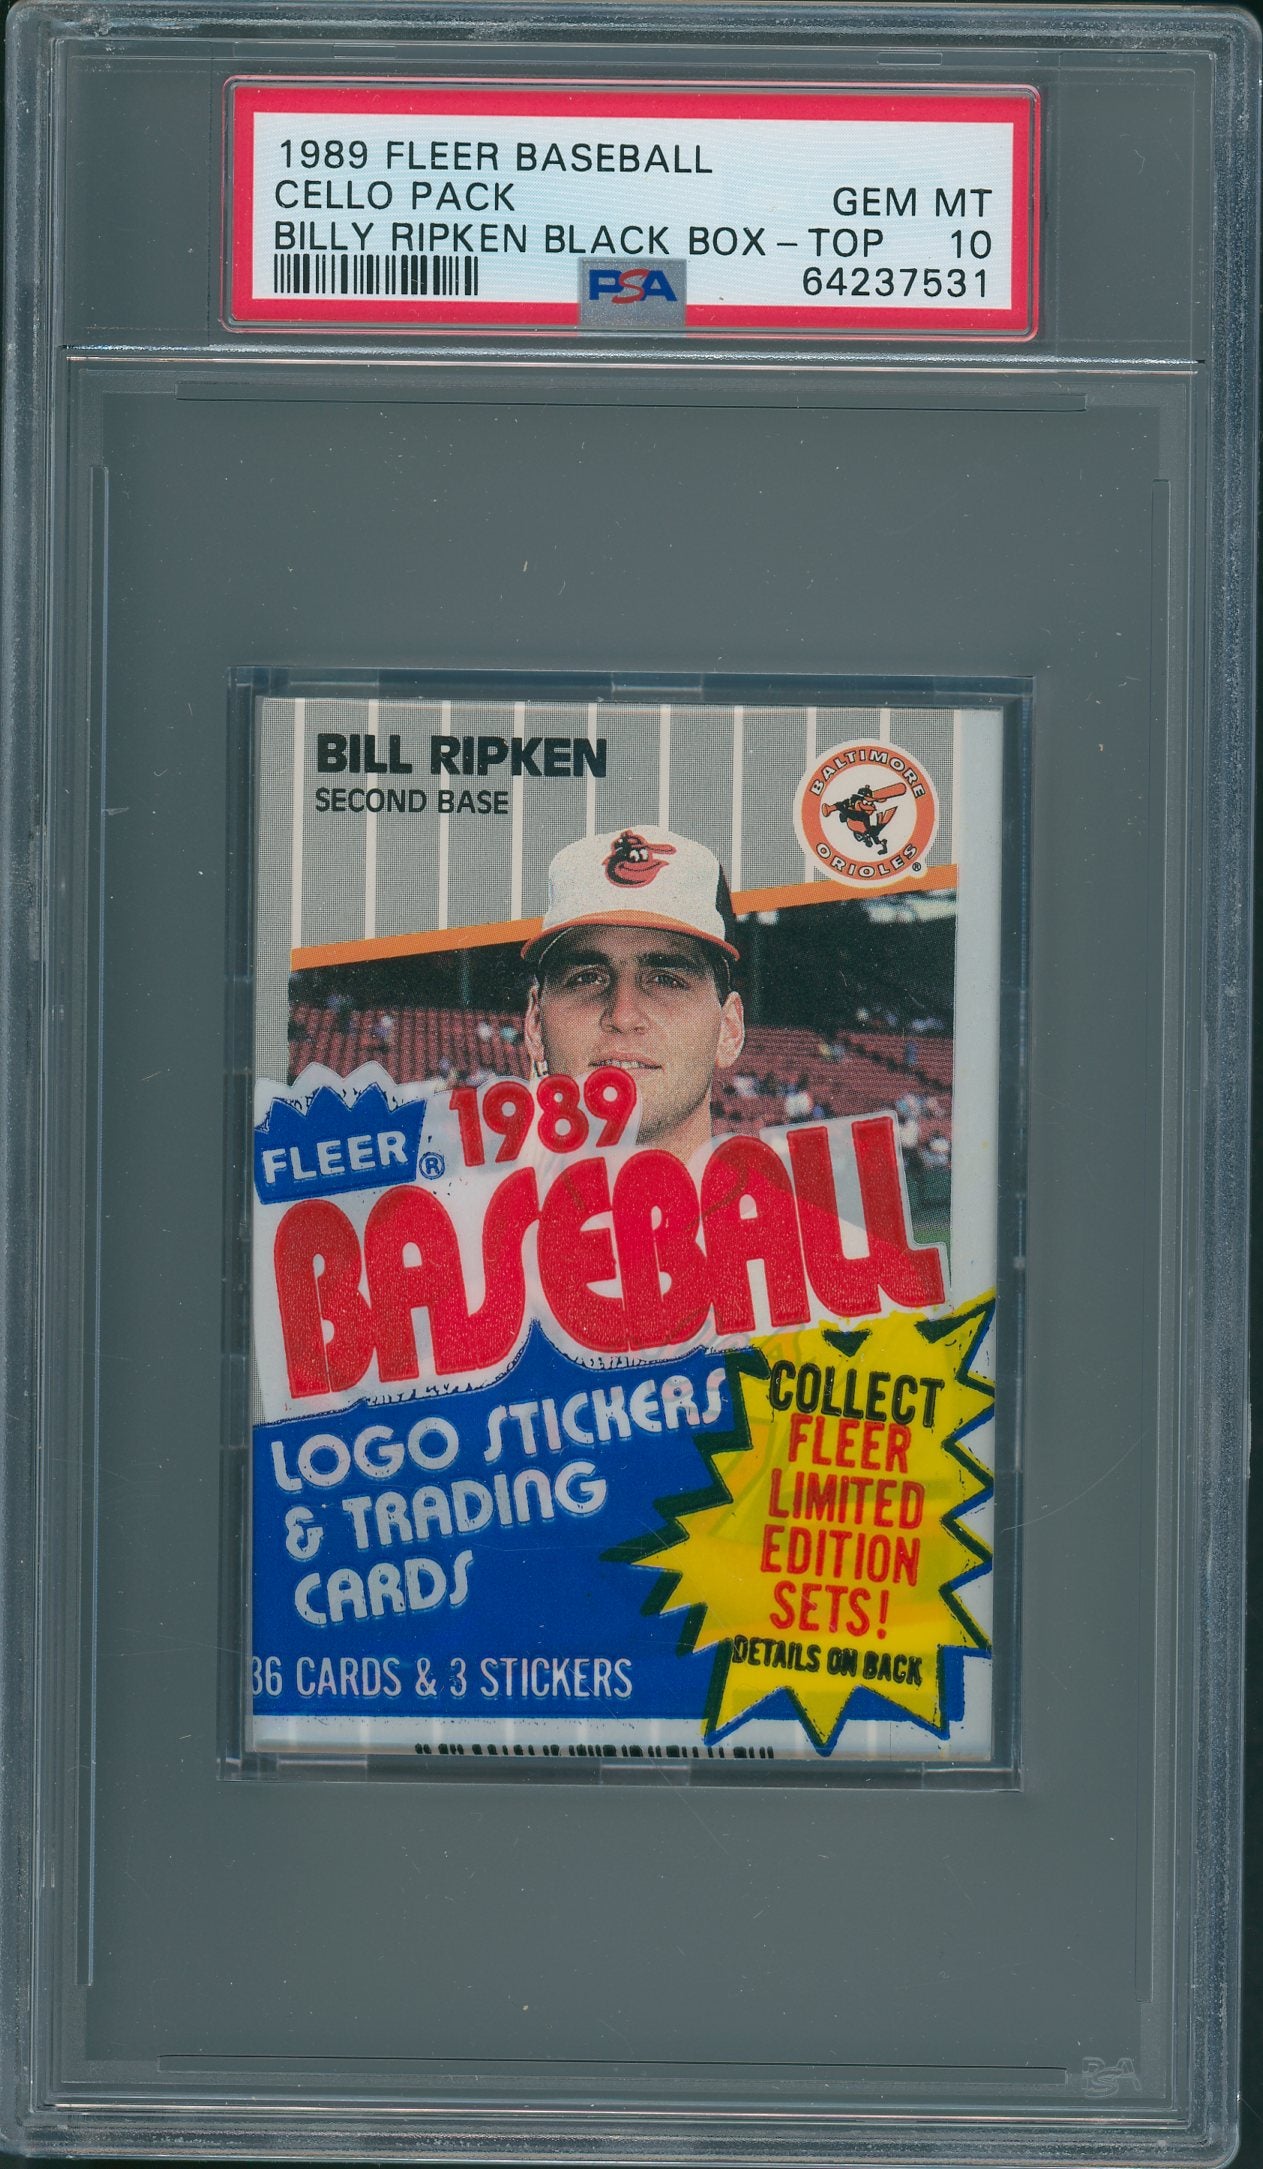 1989 FLEER BASEBALL
CELLO PACK GEM MT
BILLY RIPKEN BLACK BOX-TOP 10
PSA 64237531
BILL RIPKEN
SECOND BASE
BALTIMORE
ORIOLES®
FLEER®
1989
BASEBALL
LOGO STICKERS
& TRADING
CARDS
36 CARDS & 3 STICKERS
COLLECT
FLEER
LIMITED
EDITION
SETS!
DETAILS ON BACK
PSA